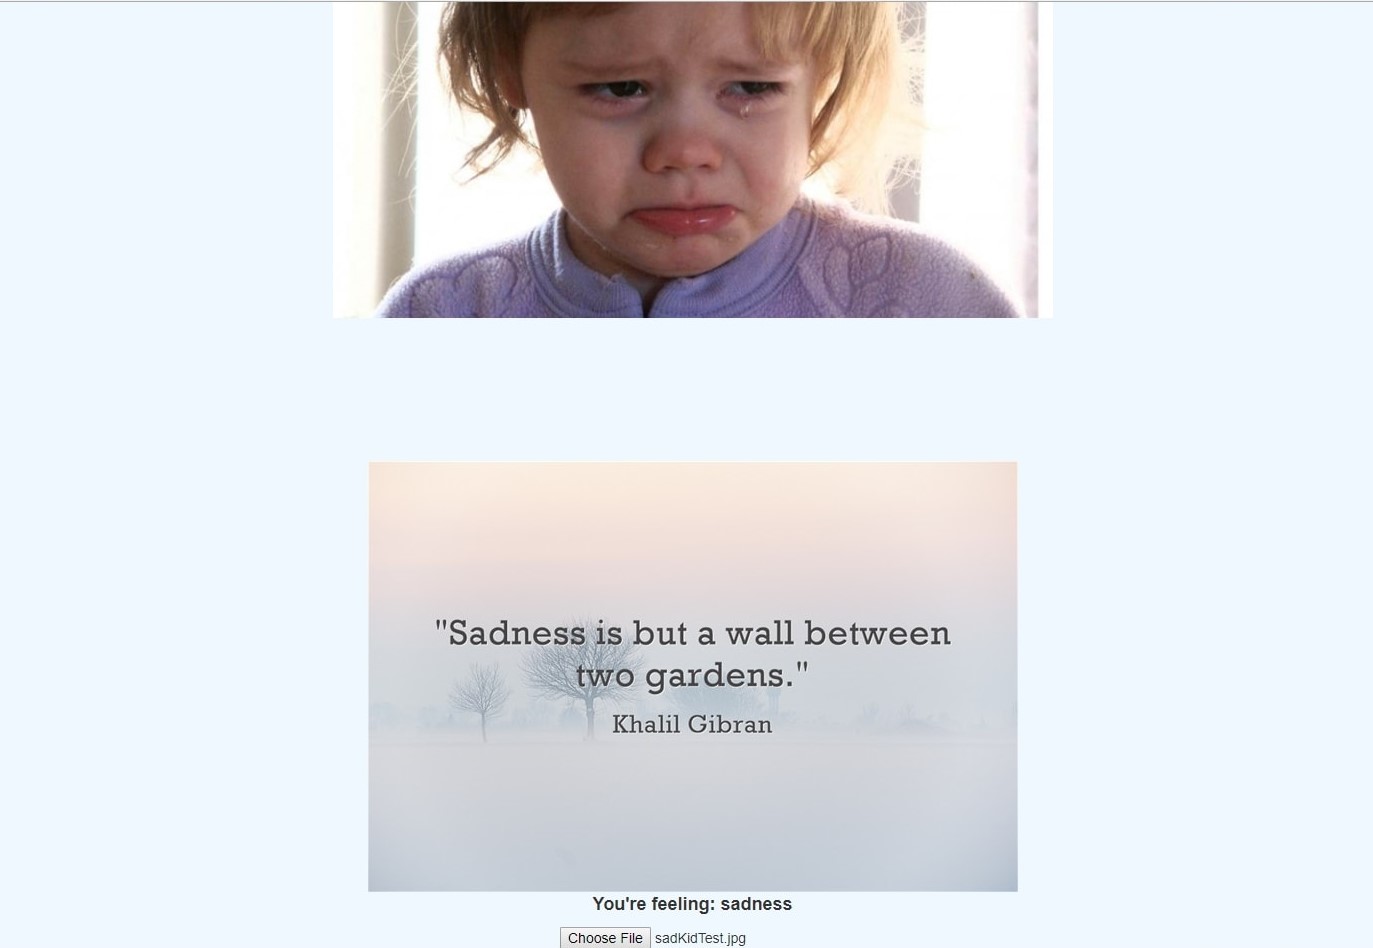 "Sadness is but a wall between
two gardens."
Khalil Gibran
You're feeling: sadness
Choose File sadKidTest.jpg